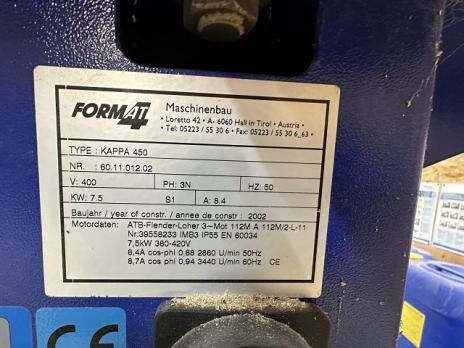 FORMAT 4 Maschinenbau
• Loretto 42 • A- 6060 Hall in Tirol • Austria •
• Tel: 05223 / 55 30 6 • Fax: 05223 / 55 30 6_63 •
TYPE : KAPPA 450
NR. : 60.11.012.02
V: 400 PH: 3N HZ: 50
KW: 7.5 S1 A: 8.4
Baujahr / year of constr. / annee de constr : 2002
Motordaten: ATB-Flender-Loher 3~Mot 112M A 112M/2-L-11
Nr:39558233 IMB3 IP55 EN 60034
7,5kW 380-420V
8,4A cos-phi 0,88 2860 U/min 50Hz
8,7A cos phi 0,94 3440 U/min 60Hz CE
CE